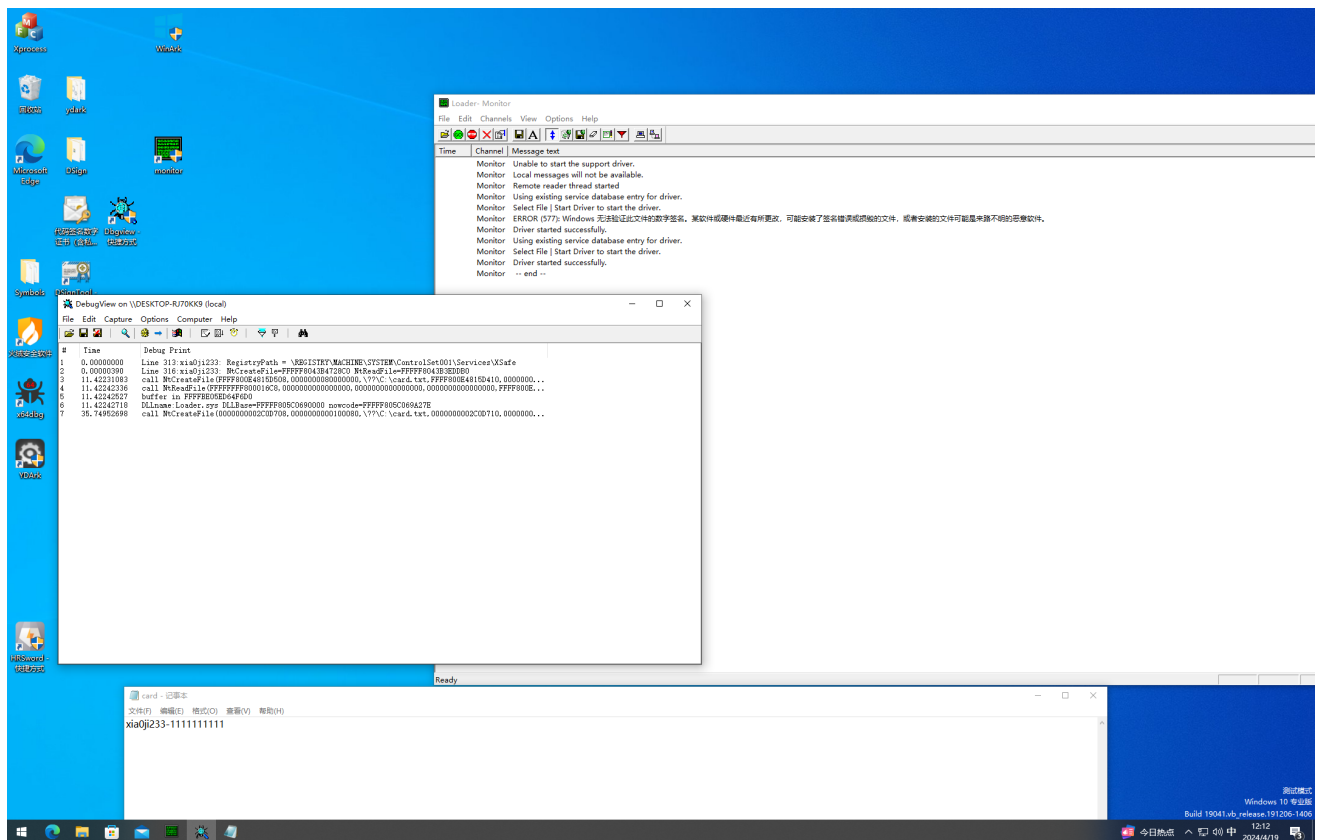 Xprocess
WinArk
回收站
ydark
Microsoft Edge
DSign
monitor
代码签名数字证书（含私...
Dbgview - 快捷方式
Symbols
DSignTool...
火绒安全软件
x64dbg
YDArk
HRSword - 快捷方式
Loader- Monitor
File Edit Channels View Options Help
Time Channel Message text
Monitor Unable to start the support driver.
Monitor Local messages will not be available.
Monitor Remote reader thread started
Monitor Using existing service database entry for driver.
Monitor Select File | Start Driver to start the driver.
Monitor ERROR (577): Windows 无法验证此文件的数字签名。某软件或硬件最近有所更改，可能安装了签名错误或损毁的文件，或者安装的文件可能是来路不明的恶意软件。
Monitor Driver started successfully.
Monitor Using existing service database entry for driver.
Monitor Select File | Start Driver to start the driver.
Monitor Driver started successfully.
Monitor -- end --
Ready
DebugView on \\DESKTOP-RJ70KK9 (local)
File Edit Capture Options Computer Help
# Time Debug Print
1 0.00000000 Line 313:xia0ji233: RegistryPath = \REGISTRY\MACHINE\SYSTEM\ControlSet001\Services\XSafe
2 0.00000390 Line 316:xia0ji233: NtCreateFile=FFFFF8043B4728C0 NtReadFile=FFFFF8043B3EDDB0
3 11.42231083 call NtCreateFile(FFFF800E4815D508,0000000080000000,\??\C:\card.txt,FFFF800E4815D410,0000000...
4 11.42242336 call NtReadFile(FFFFFFFF800016C8,0000000000000000,0000000000000000,0000000000000000,FFFF800E...
5 11.42242527 buffer in FFFFBE05ED64F6D0
6 11.42242718 DLLname:Loader.sys DLLBase=FFFFF805C0690000 nowcode=FFFFF805C069A27E
7 35.74952698 call NtCreateFile(0000000002C0D708,0000000000100080,\??\C:\card.txt,0000000002C0D710,0000000...
card - 记事本
文件(F) 编辑(E) 格式(O) 查看(V) 帮助(H)
xia0ji233-1111111111
测试模式
Windows 10 专业版
Build 19041.vb_release.191206-1406
今日热点
中
12:12
2024/4/19
3